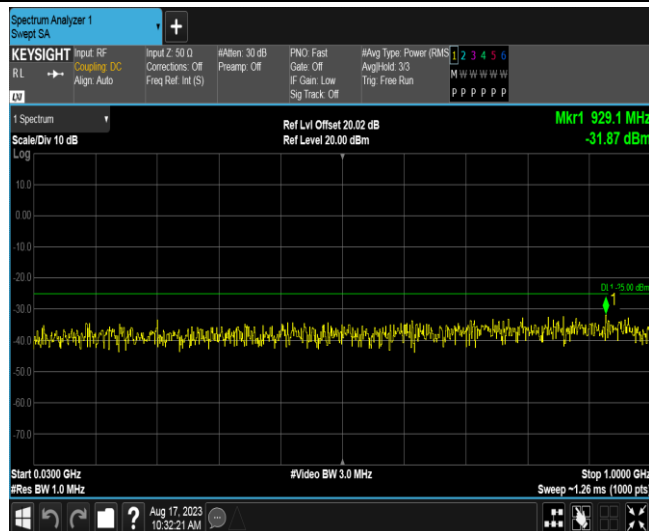 Spectrum Analyzer 1
Swept SA
+
KEYSIGHT
RL
Input: RF
Coupling: DC
Align: Auto
Input Z: 50 Ω
Corrections: Off
Freq Ref: Int (S)
#Atten: 30 dB
Preamp: Off
PNO: Fast
Gate: Off
IF Gain: Low
Sig Track: Off
#Avg Type: Power (RMS
Avg|Hold: 3/3
Trig: Free Run
1 2 3 4 5 6
M W W W W W
P P P P P P
LXI
1 Spectrum
Scale/Div 10 dB
Log
Ref Lvl Offset 20.02 dB
Ref Level 20.00 dBm
Mkr1 929.1 MHz
-31.87 dBm
10.0
0.00
-10.0
-20.0
DL1 -25.00 dBm
1
-30.0
-40.0
-50.0
-60.0
-70.0
Start 0.0300 GHz
#Res BW 1.0 MHz
#Video BW 3.0 MHz
Stop 1.0000 GHz
Sweep ~1.26 ms (1000 pts)
?
Aug 17, 2023
10:32:21 AM